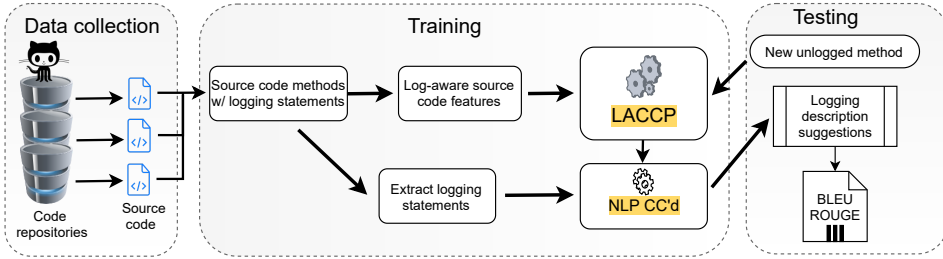 Data collection
Code
repositories
</>
</>
</>
Source
code
Training
Source code methods
w/ logging statements
Log-aware source
code features
LACCP
Extract logging
statements
NLP CC'd
Testing
New unlogged method
Logging
description
suggestions
BLEU
ROUGE